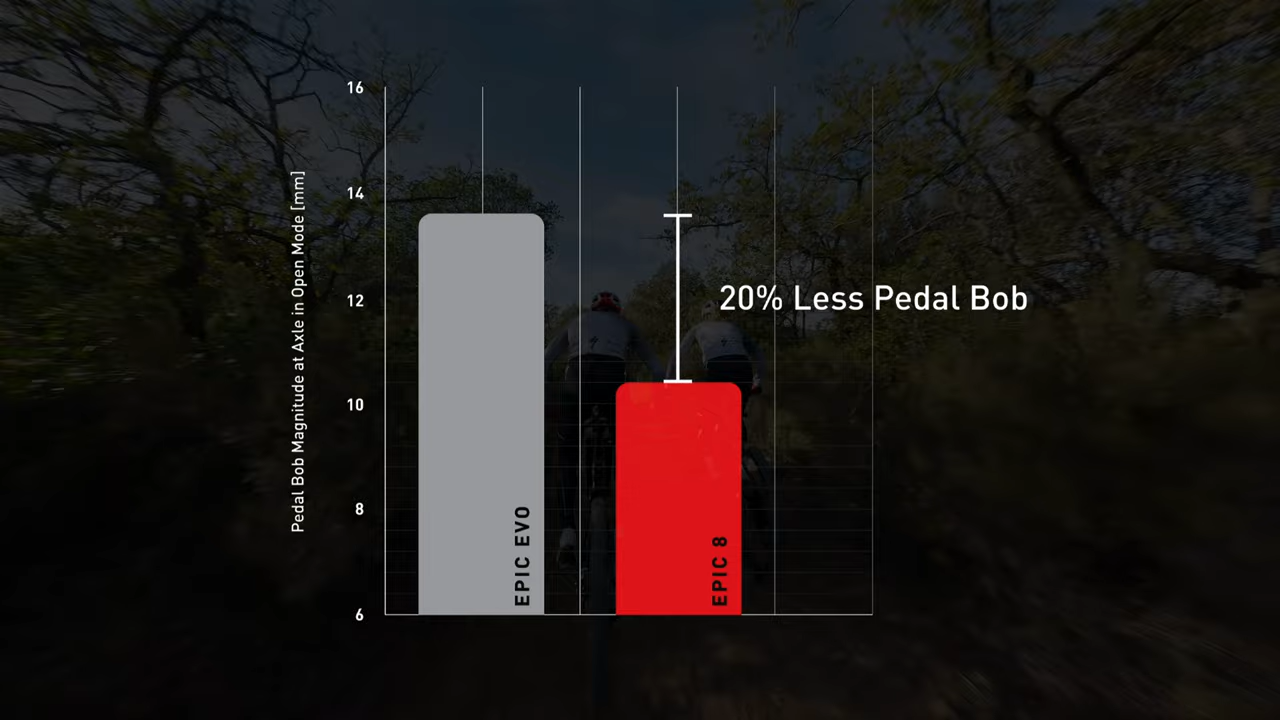 16
14
12
10
8
6
Pedal Bob Magnitude at Axle in Open Mode [mm]
EPIC EVO
EPIC 8
20% Less Pedal Bob